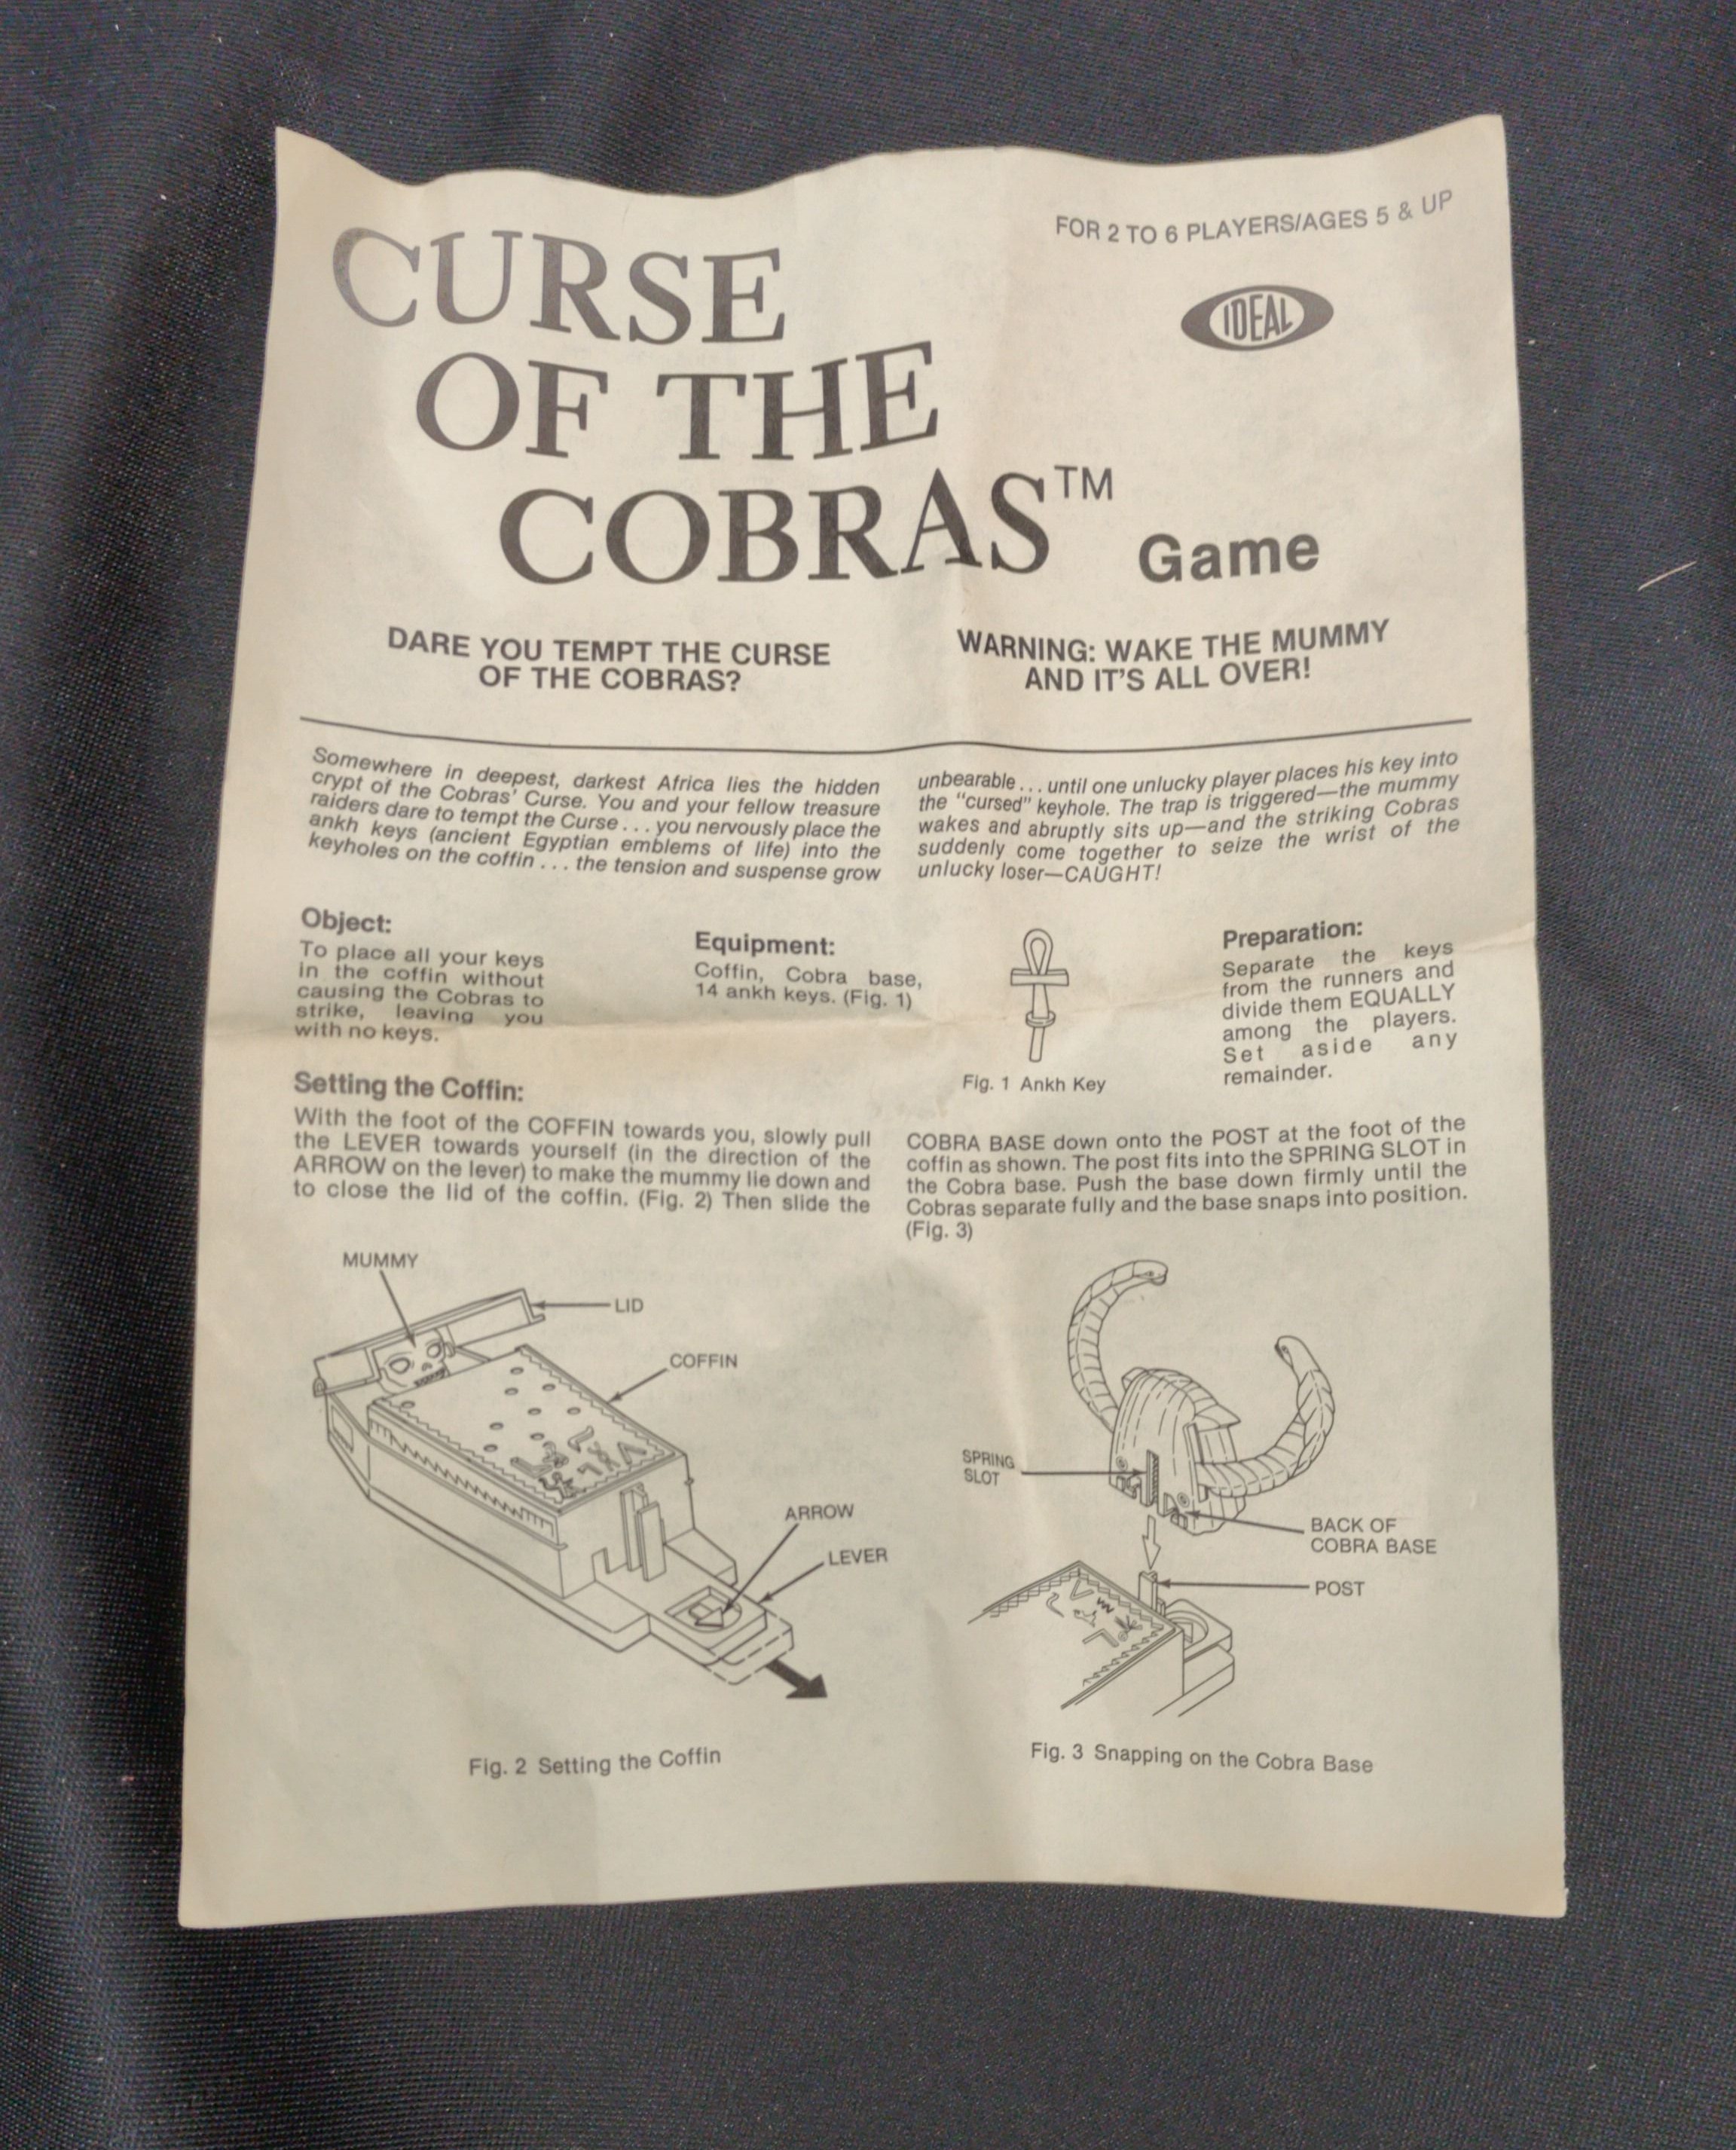 FOR 2 TO 6 PLAYERS/AGES 5 & UP
IDEAL
CURSE
OF THE
COBRAS™ Game
DARE YOU TEMPT THE CURSE
OF THE COBRAS?
WARNING: WAKE THE MUMMY
AND IT'S ALL OVER!
Somewhere in deepest, darkest Africa lies the hidden
crypt of the Cobras' Curse. You and your fellow treasure
raiders dare to tempt the Curse . . . you nervously place the
ankh keys (ancient Egyptian emblems of life) into the
keyholes on the coffin . . . the tension and suspense grow
unbearable . . . until one unlucky player places his key into
the "cursed" keyhole. The trap is triggered—the mummy
wakes and abruptly sits up—and the striking Cobras
suddenly come together to seize the wrist of the
unlucky loser—CAUGHT!
Object:
To place all your keys
in the coffin without
causing the Cobras to
strike, leaving you
with no keys.
Equipment:
Coffin, Cobra base,
14 ankh keys. (Fig. 1)
Fig. 1 Ankh Key
Preparation:
Separate the keys
from the runners and
divide them EQUALLY
among the players.
Set aside any
remainder.
Setting the Coffin:
With the foot of the COFFIN towards you, slowly pull
the LEVER towards yourself (in the direction of the
ARROW on the lever) to make the mummy lie down and
to close the lid of the coffin. (Fig. 2) Then slide the
COBRA BASE down onto the POST at the foot of the
coffin as shown. The post fits into the SPRING SLOT in
the Cobra base. Push the base down firmly until the
Cobras separate fully and the base snaps into position.
(Fig. 3)
MUMMY
LID
COFFIN
ARROW
LEVER
Fig. 2 Setting the Coffin
SPRING
SLOT
BACK OF
COBRA BASE
POST
Fig. 3 Snapping on the Cobra Base